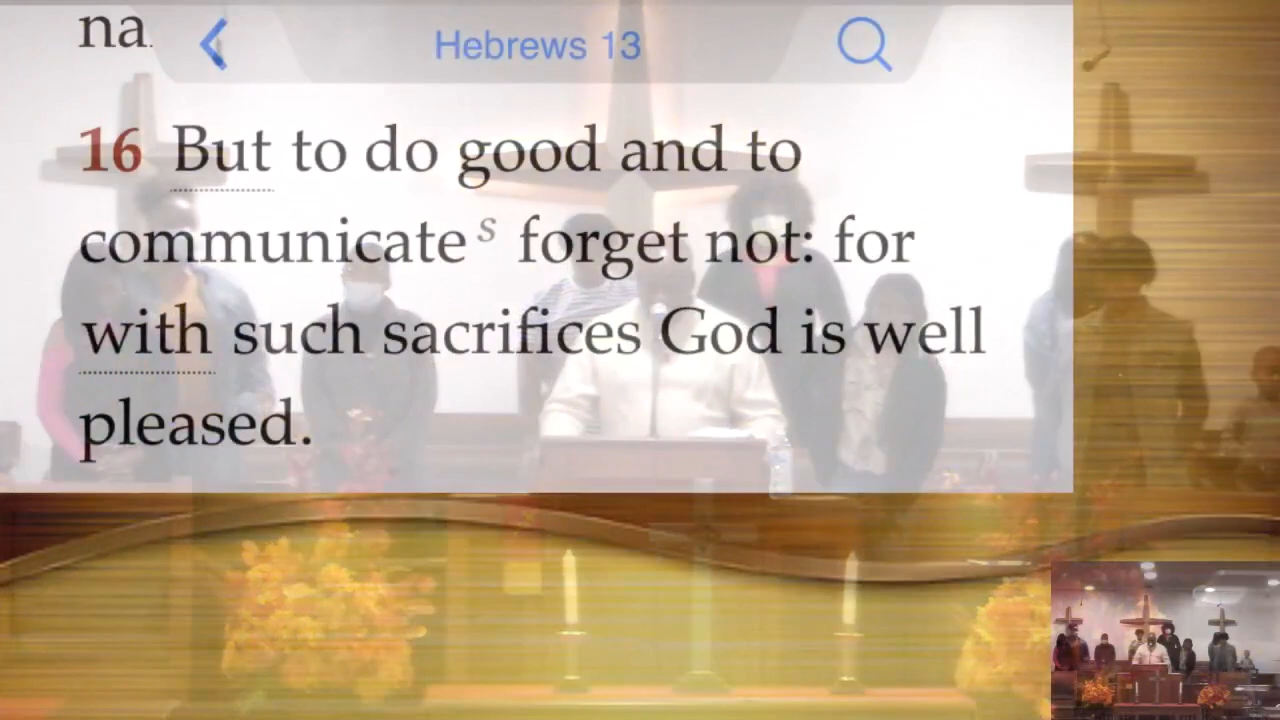 na
Hebrews 13
16 But to do good and to
communicate s forget not: for
with such sacrifices God is well
pleased.